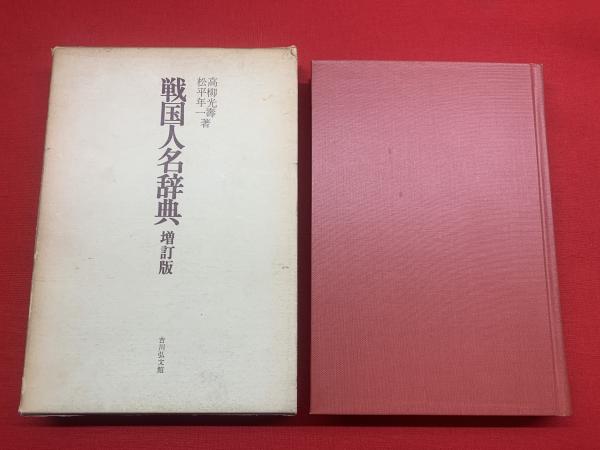 高柳光壽
松平年一著
戦国人名辞典 増訂版
吉川弘文館